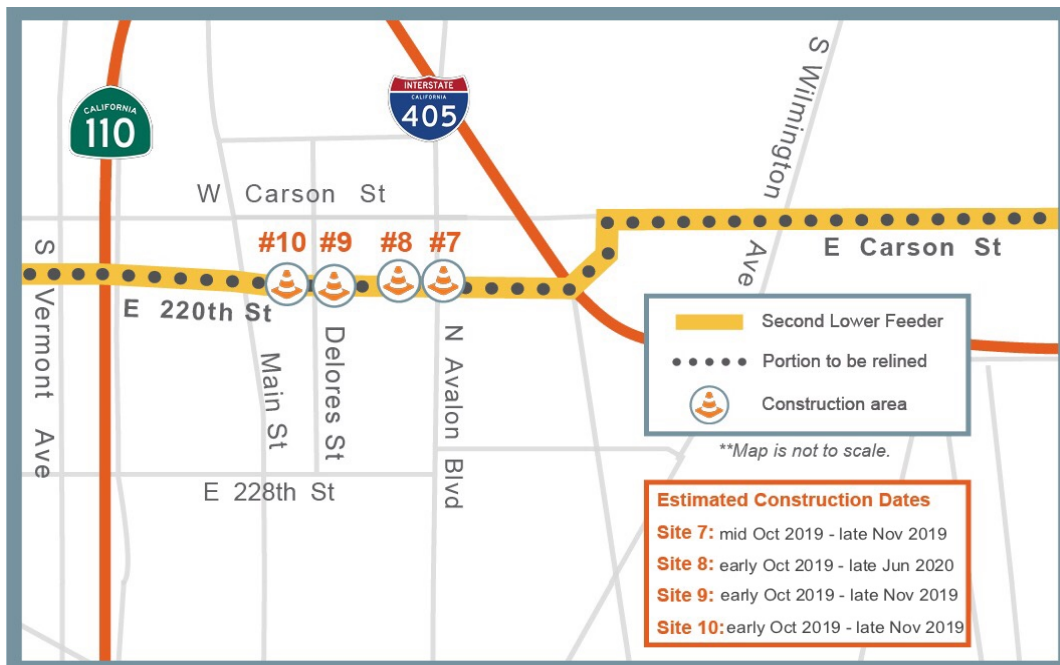 CALIFORNIA
110
INTERSTATE
CALIFORNIA
405
S Wilmington Ave
W Carson St
#10
#9
#8
#7
E Carson St
S Vermont Ave
E 220th St
Main St
Delores St
N Avalon Blvd
E 228th St
Second Lower Feeder
Portion to be relined
Construction area
**Map is not to scale.
Estimated Construction Dates
Site 7: mid Oct 2019 - late Nov 2019
Site 8: early Oct 2019 - late Jun 2020
Site 9: early Oct 2019 - late Nov 2019
Site 10: early Oct 2019 - late Nov 2019